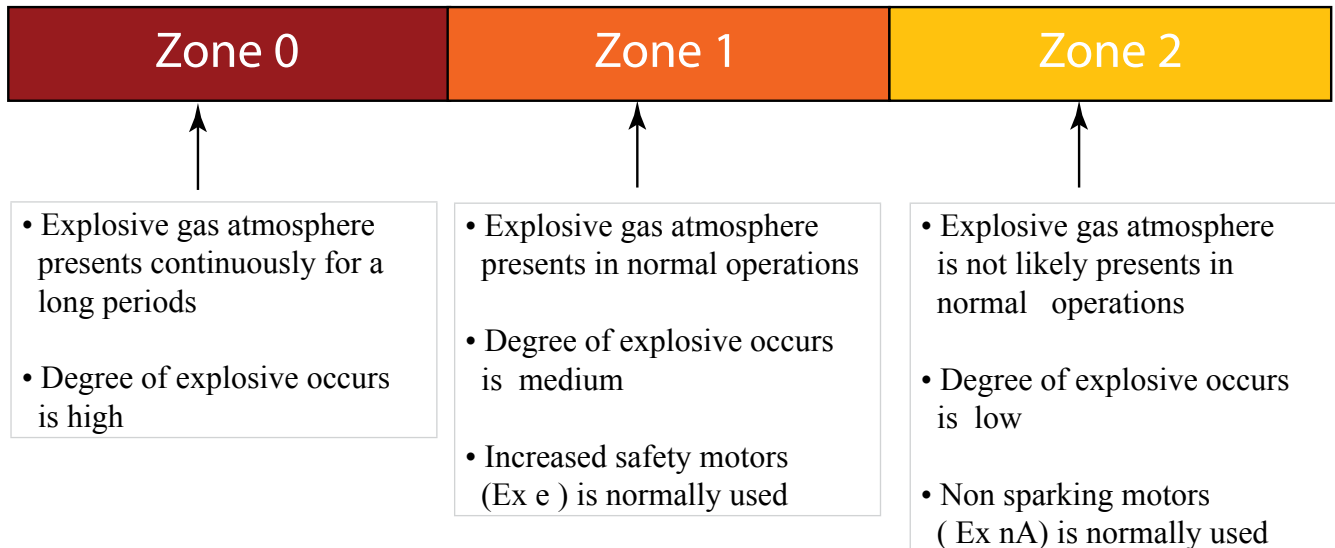 Zone 0
Zone 1
Zone 2
• Explosive gas atmosphere
presents continuously for a
long periods
• Degree of explosive occurs
is high
• Explosive gas atmosphere
presents in normal operations
• Degree of explosive occurs
is medium
• Increased safety motors
(Ex e ) is normally used
• Explosive gas atmosphere
is not likely presents in
normal operations
• Degree of explosive occurs
is low
• Non sparking motors
( Ex nA) is normally used